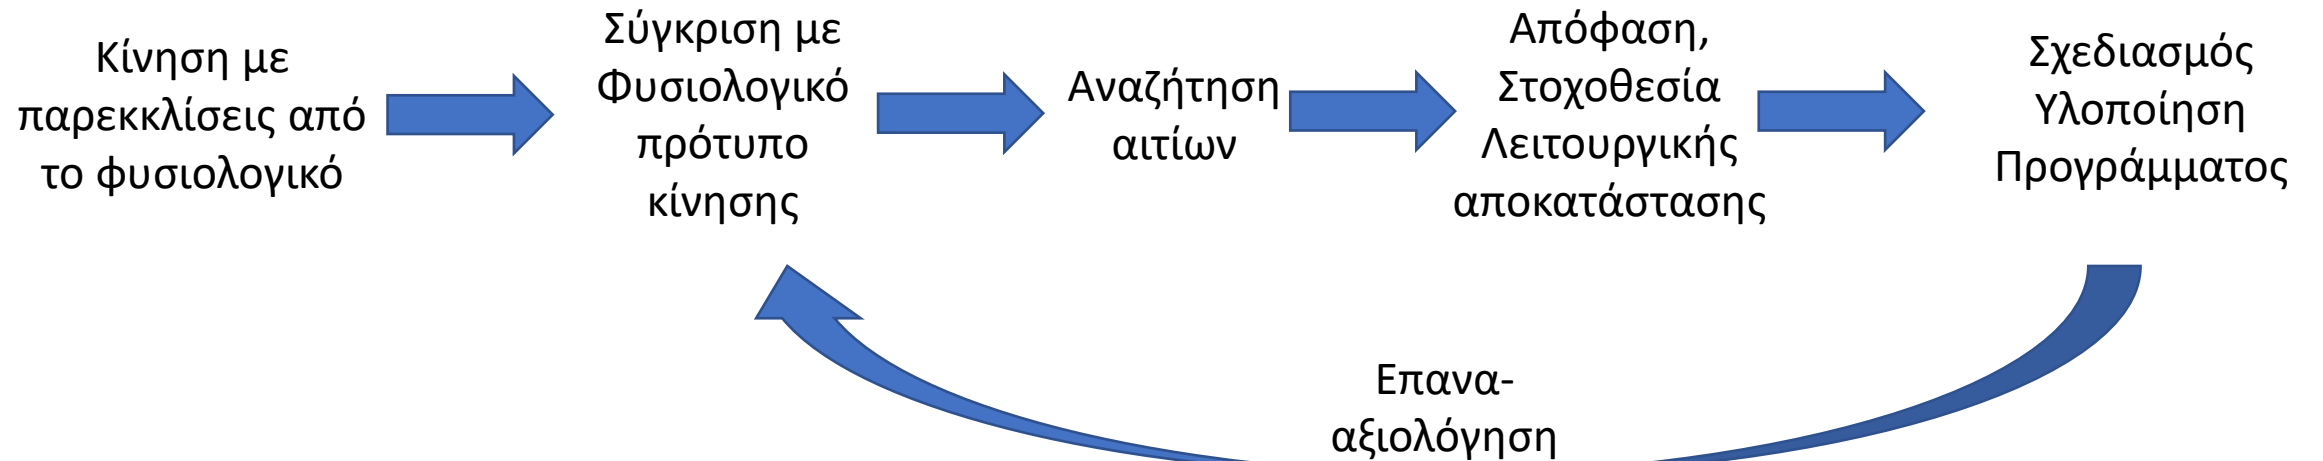 Κίνηση με
παρεκκλίσεις από
το φυσιολογικό
Σύγκριση με
Φυσιολογικό
πρότυπο
κίνησης
Αναζήτηση
αιτίων
Απόφαση,
Στοχοθεσία
Λειτουργικής
αποκατάστασης
Σχεδιασμός
Υλοποίηση
Προγράμματος
Επανα-
αξιολόγηση